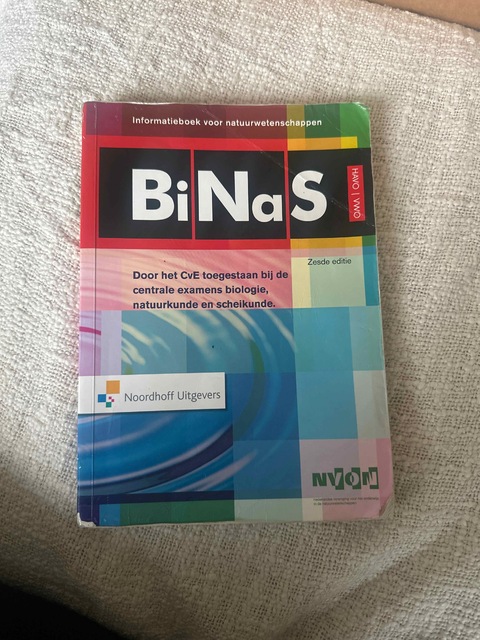 Informatieboek voor natuurwetenschappen
BiNaS
HAVO | VWO
Zesde editie
Door het CvE toegestaan bij de
centrale examens biologie,
natuurkunde en scheikunde.
Noordhoff Uitgevers
NVON